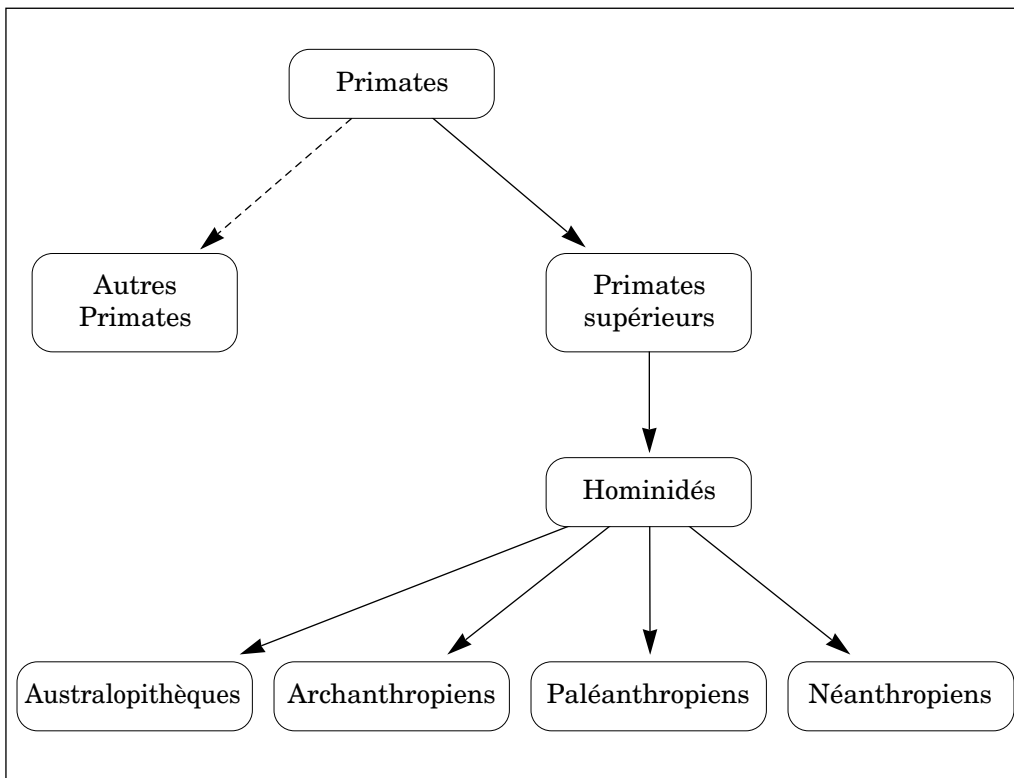 Primates
Autres
Primates
Primates
supérieurs
Hominidés
Australopithèques
Archanthropiens
Paléanthropiens
Néanthropiens